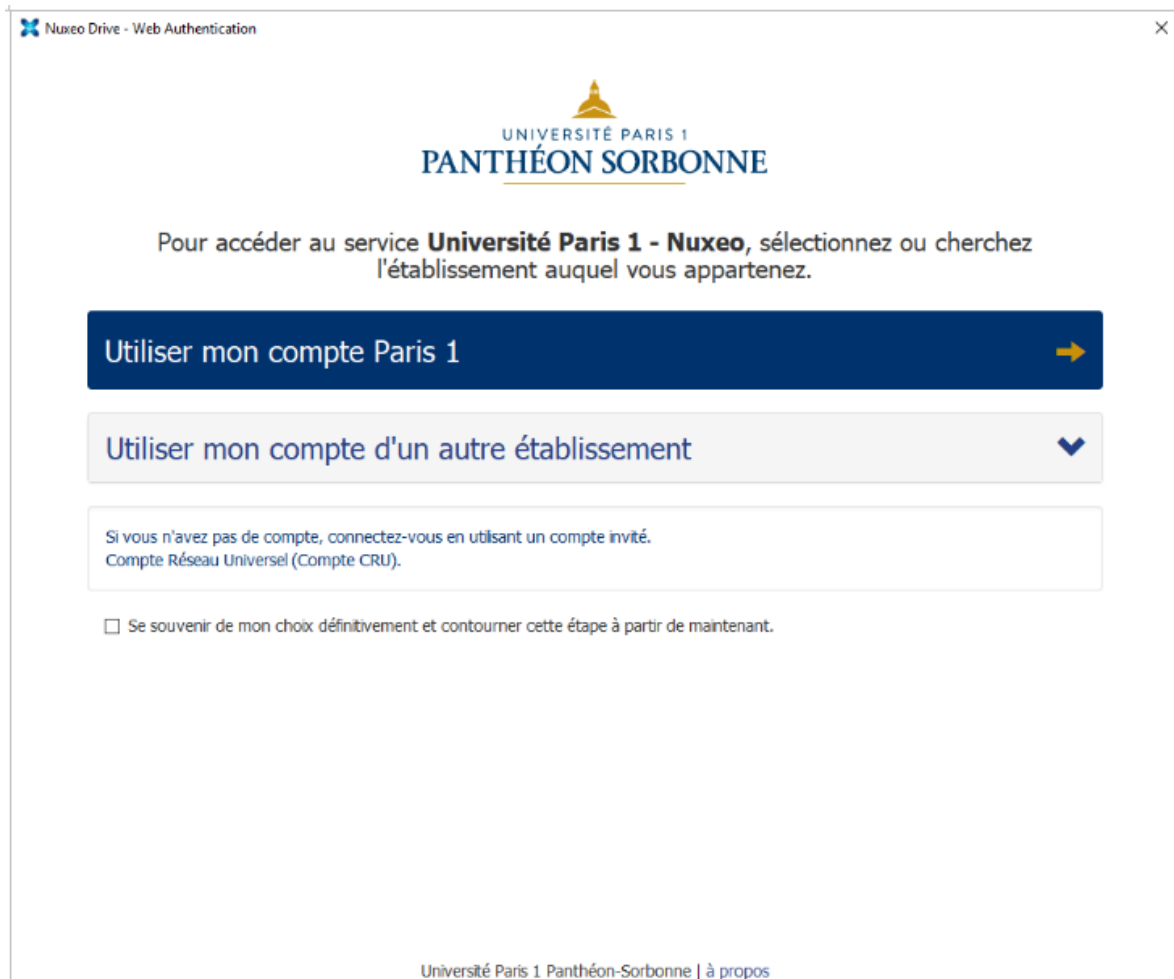 Nuxeo Drive - Web Authentication
UNIVERSITÉ PARIS 1
PANTHÉON SORBONNE
Pour accéder au service Université Paris 1 - Nuxeo, sélectionnez ou cherchez
l'établissement auquel vous appartenez.
Utiliser mon compte Paris 1
Utiliser mon compte d'un autre établissement
Si vous n'avez pas de compte, connectez-vous en utilisant un compte invité.
Compte Réseau Universel (Compte CRU).
Se souvenir de mon choix définitivement et contourner cette étape à partir de maintenant.
Université Paris 1 Panthéon-Sorbonne | à propos